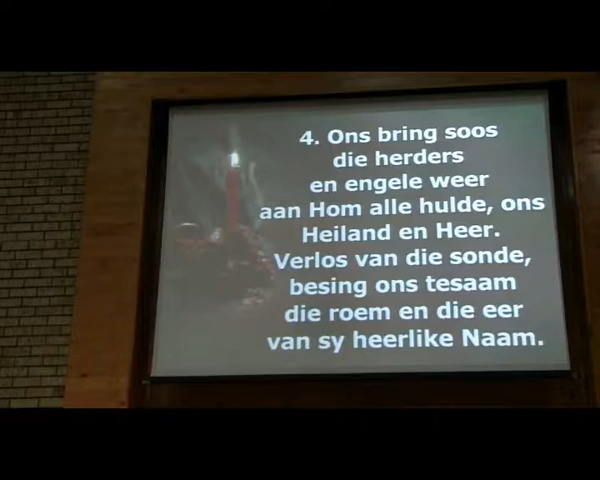 4. Ons bring soos
die herders
en engele weer
aan Hom alle hulde, ons
Heiland en Heer.
Verlos van die sonde,
besing ons tesaam
die roem en die eer
van sy heerlike Naam.